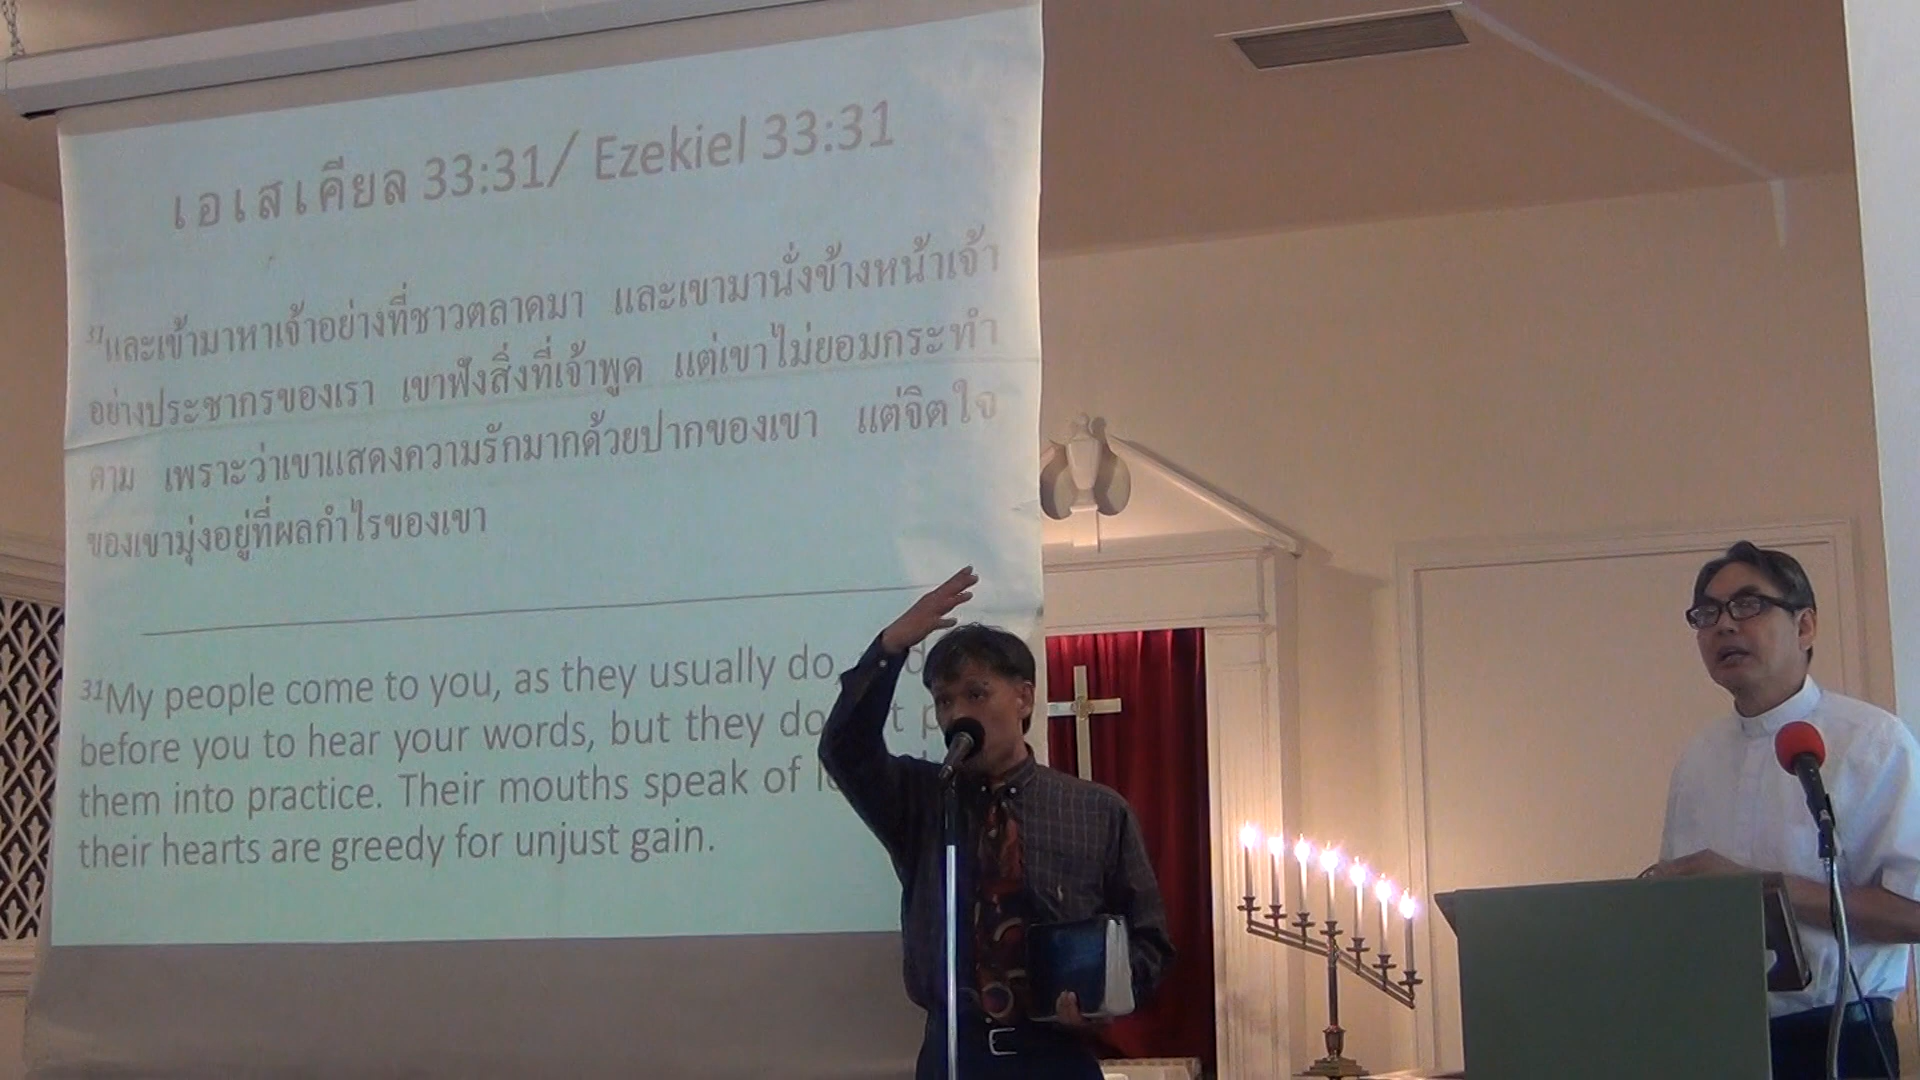 เอเสเคียล 33:31/ Ezekiel 33:31
31และเข้ามาหาเจ้าอย่างที่ชาวตลาดมา และเขามานั่งข้างหน้าเจ้า
อย่างประชากรของเรา เขาฟังสิ่งที่เจ้าพูด แต่เขาไม่ยอมกระทำ
ตาม เพราะว่าเขาแสดงความรักมากด้วยปากของเขา แต่จิตใจ
ของเขามุ่งอยู่ที่ผลกำไรของเขา
31My people come to you, as they usually do,
before you to hear your words, but they do
them into practice. Their mouths speak of
their hearts are greedy for unjust gain.